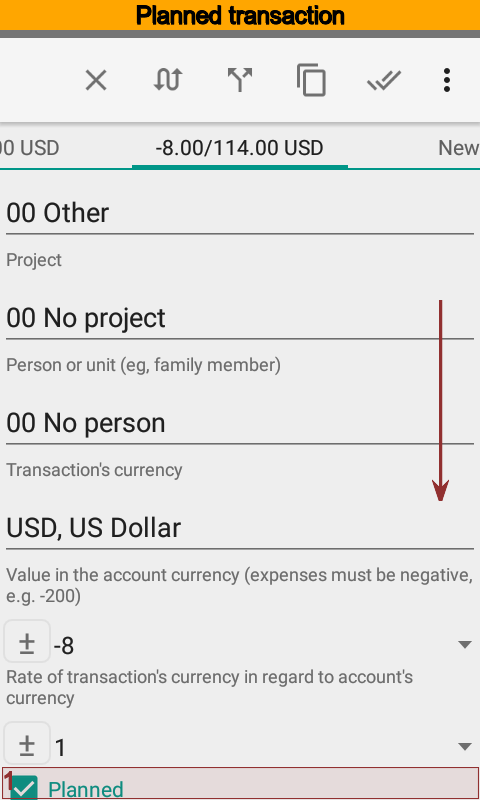 Planned transaction
00 USD
-8.00/114.00 USD
New
00 Other
Project
00 No project
Person or unit (eg, family member)
00 No person
Transaction's currency
USD, US Dollar
Value in the account currency (expenses must be negative,
e.g. -200)
± -8
Rate of transaction's currency in regard to account's
currency
± 1
1
Planned